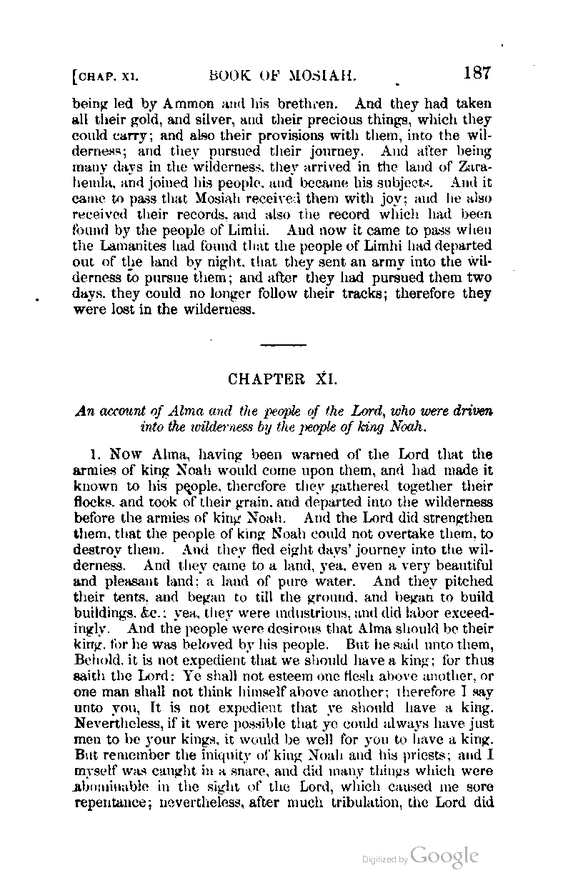 [CHAP. XI. BOOK OF MOSIAH. 187
being led by Ammon and his brethren. And they had taken
all their gold, and silver, and their precious things, which they
could carry; and also their provisions with them, into the wil-
derness; and they pursued their journey. And after being
many days in the wilderness, they arrived in the land of Zara-
hemla, and joined his people, and became his subjects. And it
came to pass that Mosiah received them with joy; and he also
received their records, and also the record which had been
found by the people of Limhi. And now it came to pass when
the Lamanites had found that the people of Limhi had departed
out of the land by night, that they sent an army into the wil-
derness to pursue them; and after they had pursued them two
days, they could no longer follow their tracks; therefore they
were lost in the wilderness.
CHAPTER XI.
An account of Alma and the people of the Lord, who were driven
into the wilderness by the people of king Noah.
1. Now Alma, having been warned of the Lord that the
armies of king Noah would come upon them, and had made it
known to his people, therefore they gathered together their
flocks, and took of their grain, and departed into the wilderness
before the armies of king Noah. And the Lord did strengthen
them, that the people of king Noah could not overtake them, to
destroy them. And they fled eight days' journey into the wil-
derness. And they came to a land, yea, even a very beautiful
and pleasant land; a land of pure water. And they pitched
their tents, and began to till the ground, and began to build
buildings, &c.; yea, they were industrious, and did labor exceed-
ingly. And the people were desirous that Alma should be their
king, for he was beloved by his people. But he said unto them,
Behold, it is not expedient that we should have a king; for thus
saith the Lord: Ye shall not esteem one flesh above another, or
one man shall not think himself above another; therefore I say
unto you, It is not expedient that ye should have a king.
Nevertheless, if it were possible that ye could always have just
men to be your kings, it would be well for you to have a king.
But remember the iniquity of king Noah and his priests; and I
myself was caught in a snare, and did many things which were
abominable in the sight of the Lord, which caused me sore
repentance; nevertheless, after much tribulation, the Lord did
Digitized by Google